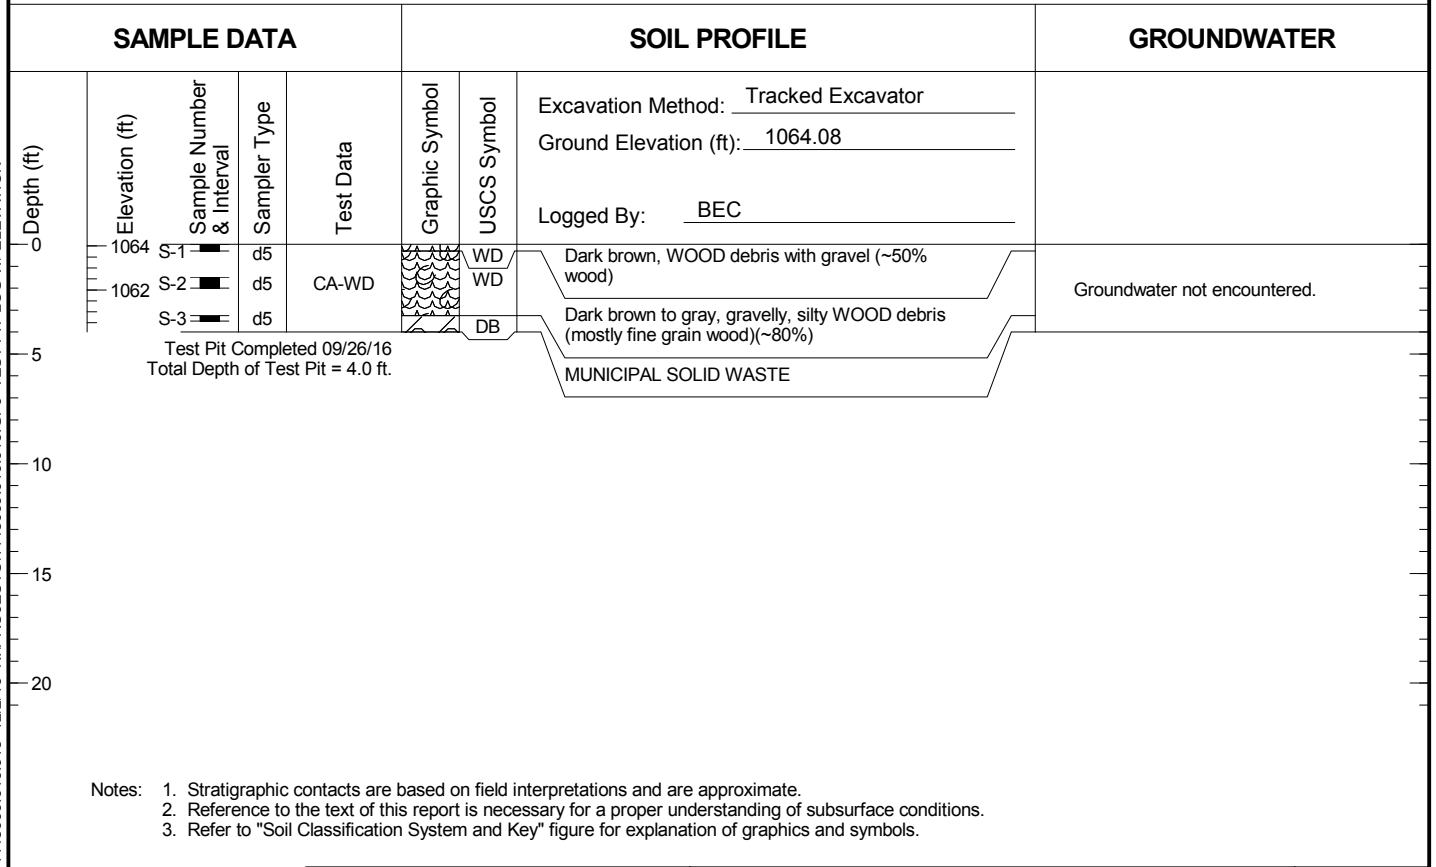 SAMPLE DATA
SOIL PROFILE
GROUNDWATER
Depth (ft)
Elevation (ft)
Sample Number
& Interval
Sampler Type
Test Data
Graphic Symbol
USCS Symbol
Excavation Method: Tracked Excavator
Ground Elevation (ft): 1064.08
Logged By: BEC
0
1064
S-1
d5
WD
Dark brown, WOOD debris with gravel (~50%
wood)
1062
S-2
d5
CA-WD
WD
Groundwater not encountered.
S-3
d5
DB
Dark brown to gray, gravelly, silty WOOD debris
(mostly fine grain wood)(~80%)
5
Test Pit Completed 09/26/16
Total Depth of Test Pit = 4.0 ft.
MUNICIPAL SOLID WASTE
10
15
20
Notes: 1. Stratigraphic contacts are based on field interpretations and are approximate.
2. Reference to the text of this report is necessary for a proper understanding of subsurface conditions.
3. Refer to "Soil Classification System and Key" figure for explanation of graphics and symbols.